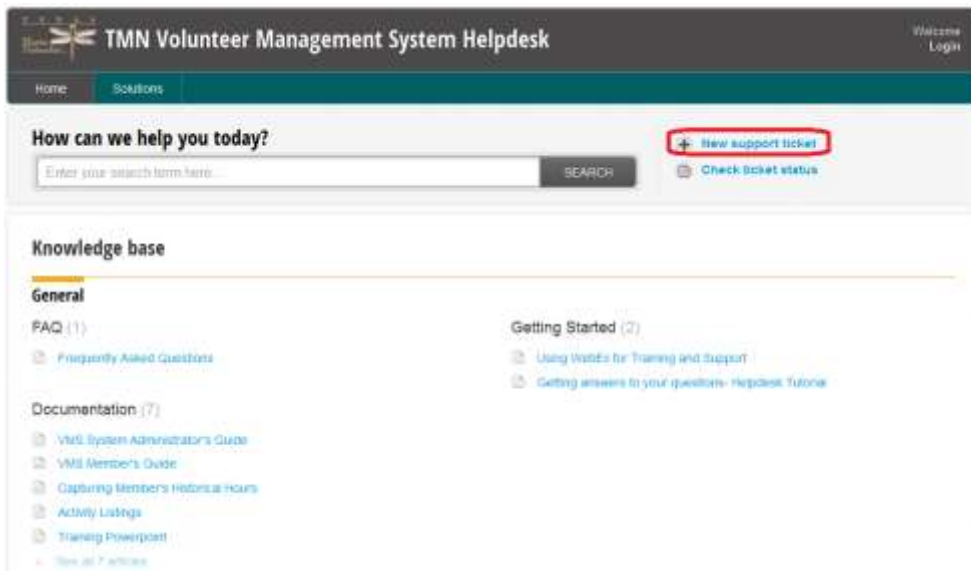 TMN Volunteer Management System Helpdesk
Welcome
Login
Home
Solutions
How can we help you today?
Enter your search term here...
SEARCH
New support ticket
Check ticket status
Knowledge base
General
FAQ (1)
Frequently Asked Questions
Getting Started (2)
Using WebEx for Training and Support
Getting answers to your questions- Helpdesk Tutorial
Documentation (7)
VMS System Administrator's Guide
VMS Member's Guide
Capturing Member's Historical Hours
Activity Listings
Training Powerpoint
See all 7 articles